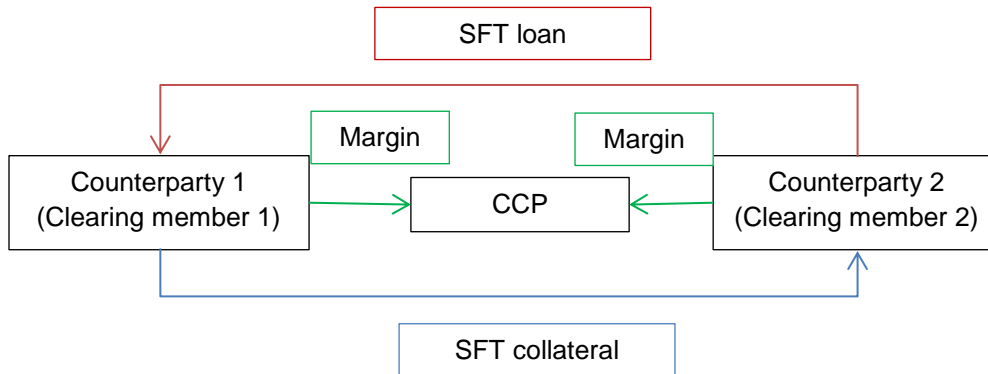 SFT loan
Margin
Margin
Counterparty 1
(Clearing member 1)
CCP
Counterparty 2
(Clearing member 2)
SFT collateral